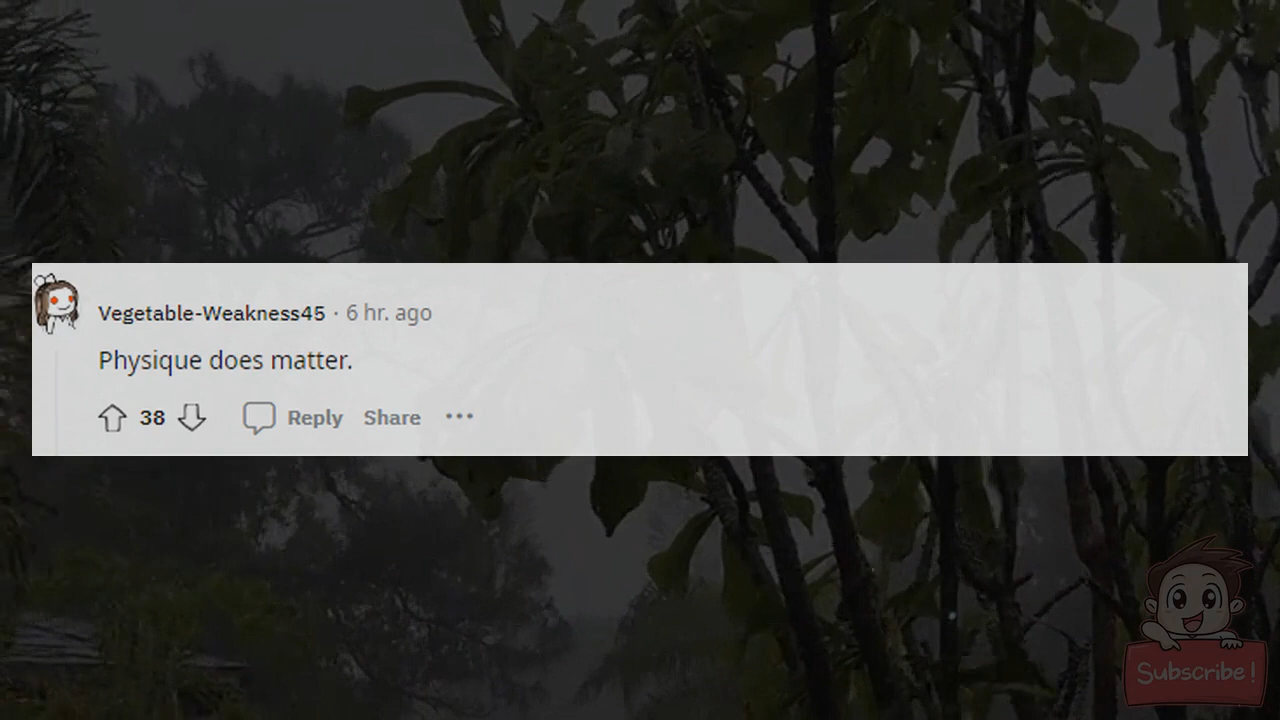 Vegetable-Weakness45 · 6 hr. ago
Physique does matter.
38 Reply Share ···
Subscribe!